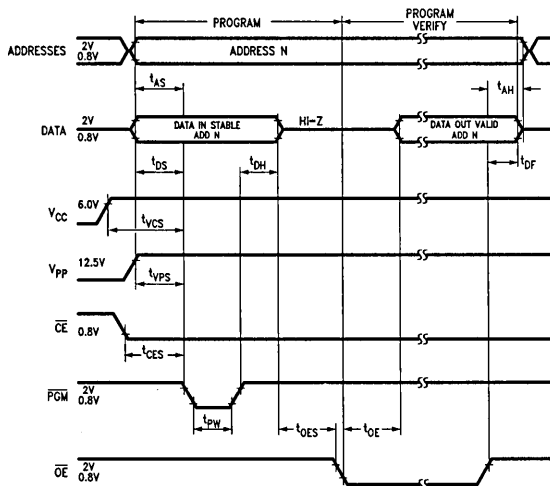 PROGRAM
PROGRAM
VERIFY
ADDRESSES
2V
0.8V
ADDRESS N
tAS
tAH
DATA
2V
0.8V
DATA IN STABLE
ADD N
HI-Z
DATA OUT VALID
ADD N
tDS
tDH
tDF
VCC
6.0V
tVCS
VPP
12.5V
tVPS
CE
0.8V
tCES
PGM
2V
0.8V
tPW
tOES
tOE
OE
2V
0.8V